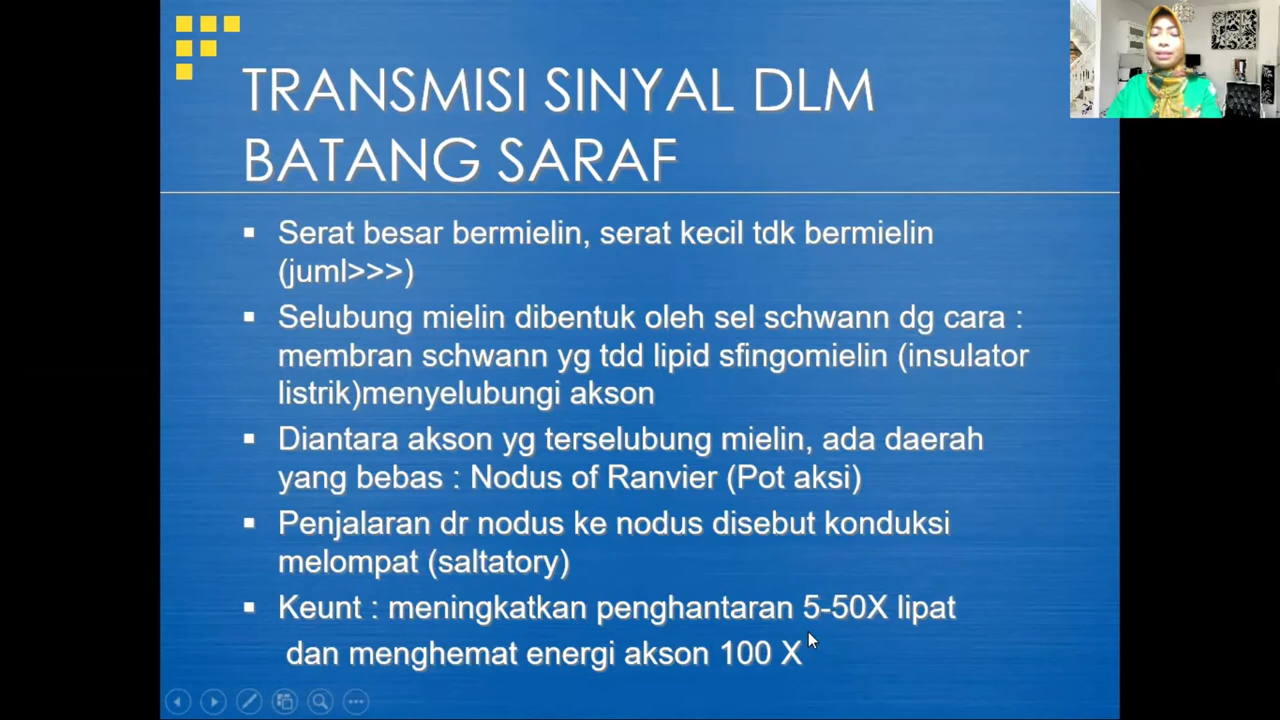 TRANSMISI SINYAL DLM
BATANG SARAF
Serat besar bermielin, serat kecil tdk bermielin
(juml>>>)
Selubung mielin dibentuk oleh sel schwann dg cara :
membran schwann yg tdd lipid sfingomielin (insulator
listrik)menyelubungi akson
Diantara akson yg terselubung mielin, ada daerah
yang bebas : Nodus of Ranvier (Pot aksi)
Penjalaran dr nodus ke nodus disebut konduksi
melompat (saltatory)
Keunt : meningkatkan penghantaran 5-50X lipat
dan menghemat energi akson 100 X